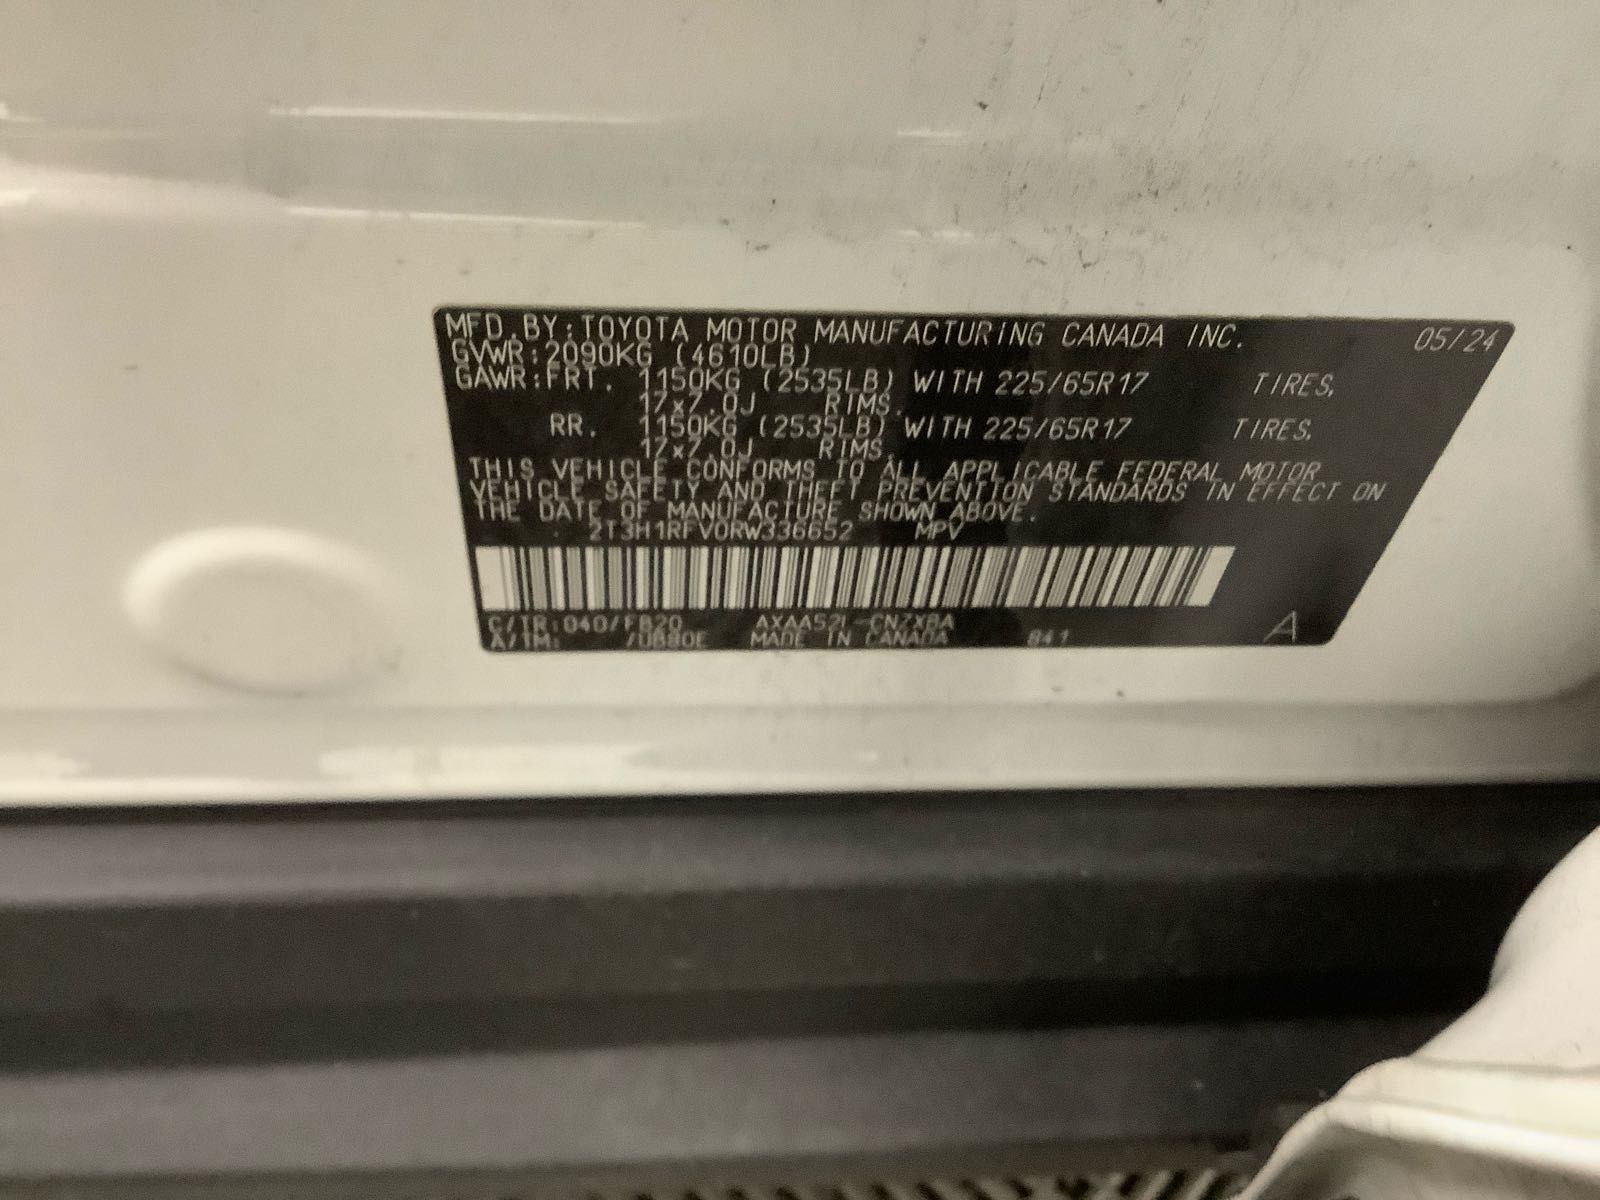 MFD.BY:TOYOTA MOTOR MANUFACTURING CANADA INC. 05/24
GVWR:2090KG (4610LB)
GAWR:FRT. 1150KG (2535LB) WITH 225/65R17 TIRES,
17x7.0J RIMS.
RR. 1150KG (2535LB) WITH 225/65R17 TIRES,
17x7.0J RIMS.
THIS VEHICLE CONFORMS TO ALL APPLICABLE FEDERAL MOTOR
VEHICLE SAFETY AND THEFT PREVENTION STANDARDS IN EFFECT ON
THE DATE OF MANUFACTURE SHOWN ABOVE.
2T3H1RFV0RW336652 MPV
C/TR:040/FB20
A/TM: MADE IN CANADA 841 A